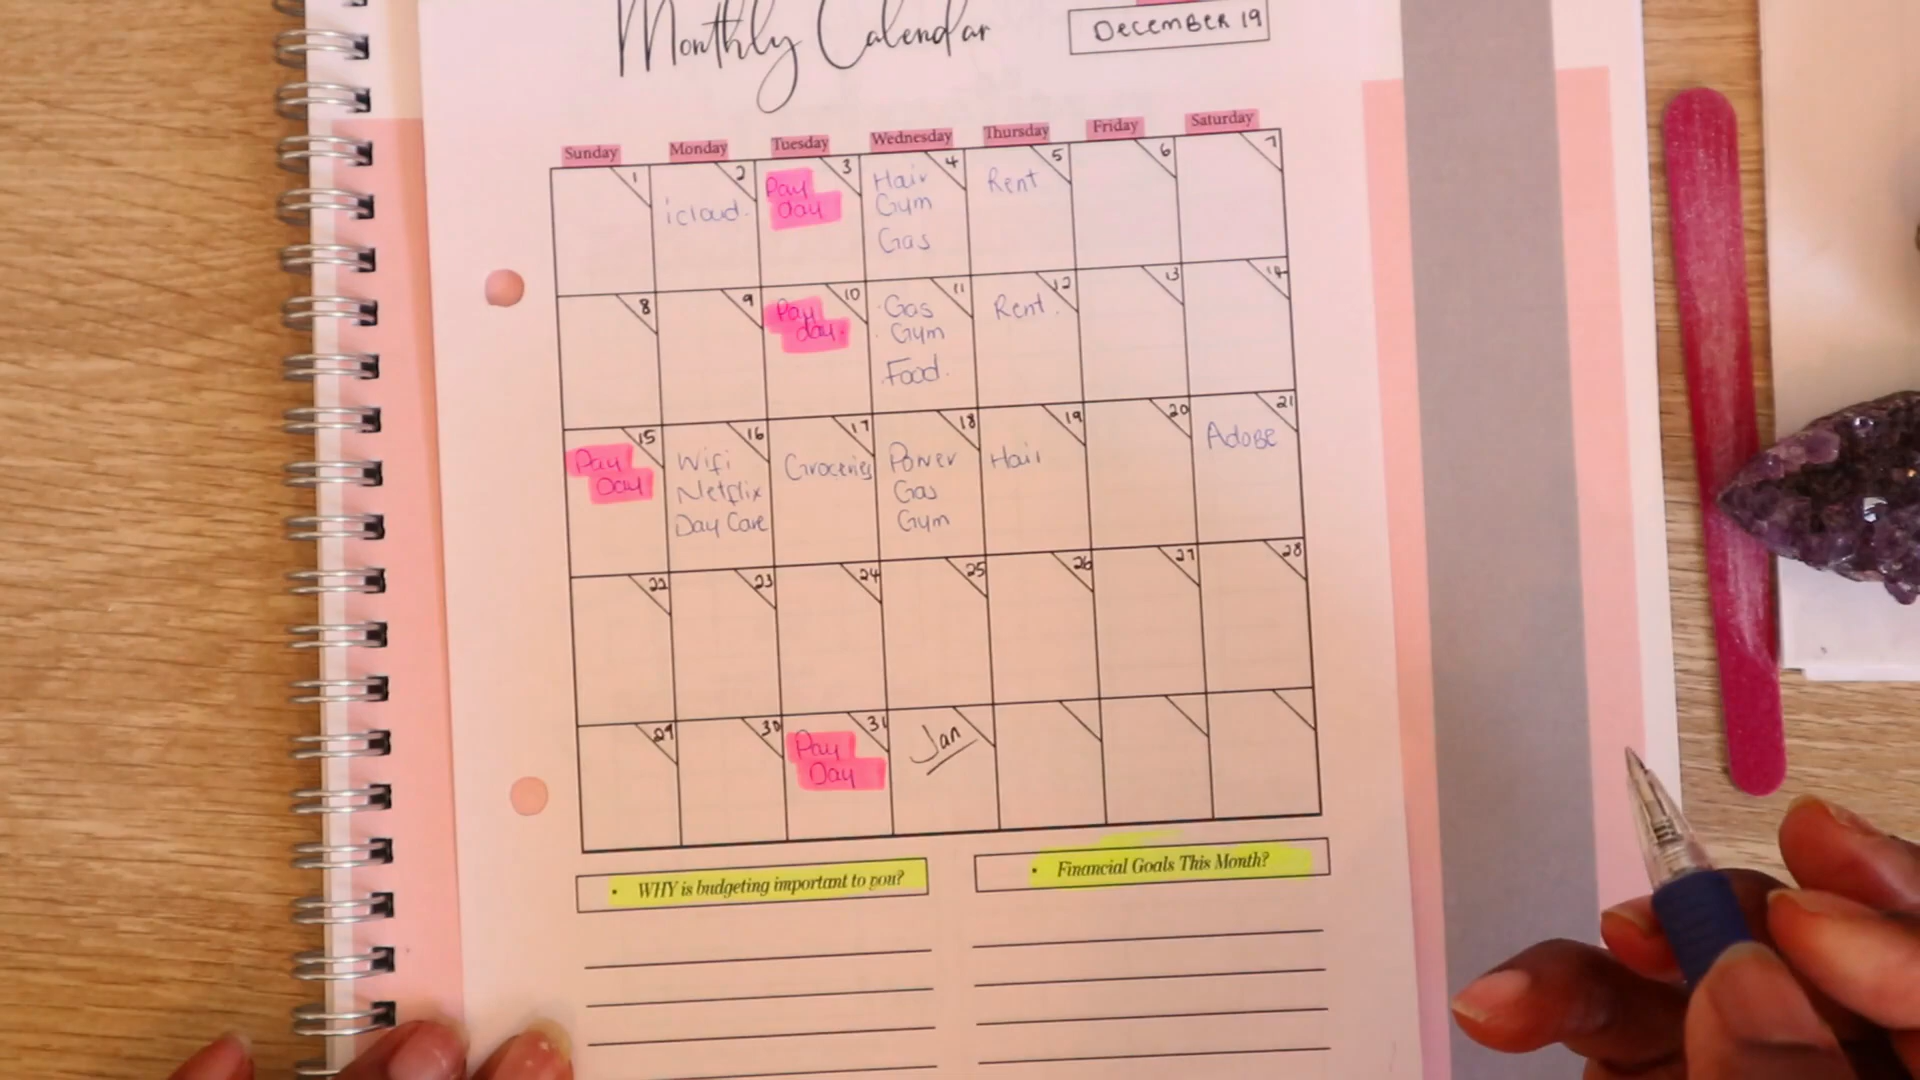 Monthly Calendar
DECEMBER 19
Sunday Monday Tuesday Wednesday Thursday Friday Saturday
1 2 3 4 5 6 7
icloud.
Pay
day
Hair
Gym
Gas
Rent
8 9 10 11 12 13 14
Pay
day.
· Gas
· Gym
. Food.
Rent.
15 16 17 18 19 20 21
Pay
Day
Wifi
Netflix
Day Care
Groceries
Power
Gas
Gym
Hair
Adobe
22 23 24 25 26 27 28
29 30 31
Pay
Day
Jan
• WHY is budgeting important to you?
• Financial Goals This Month?